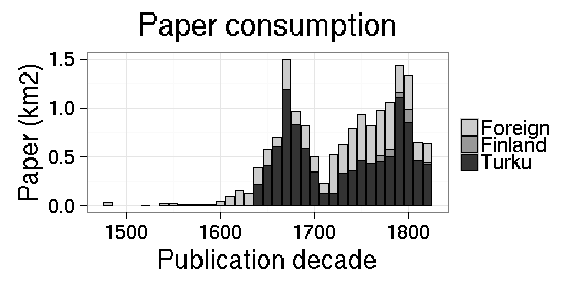 Paper consumption
Paper (km2)
1.5
1.0
0.5
0.0
1500 1600 1700 1800
Publication decade
Foreign
Finland
Turku